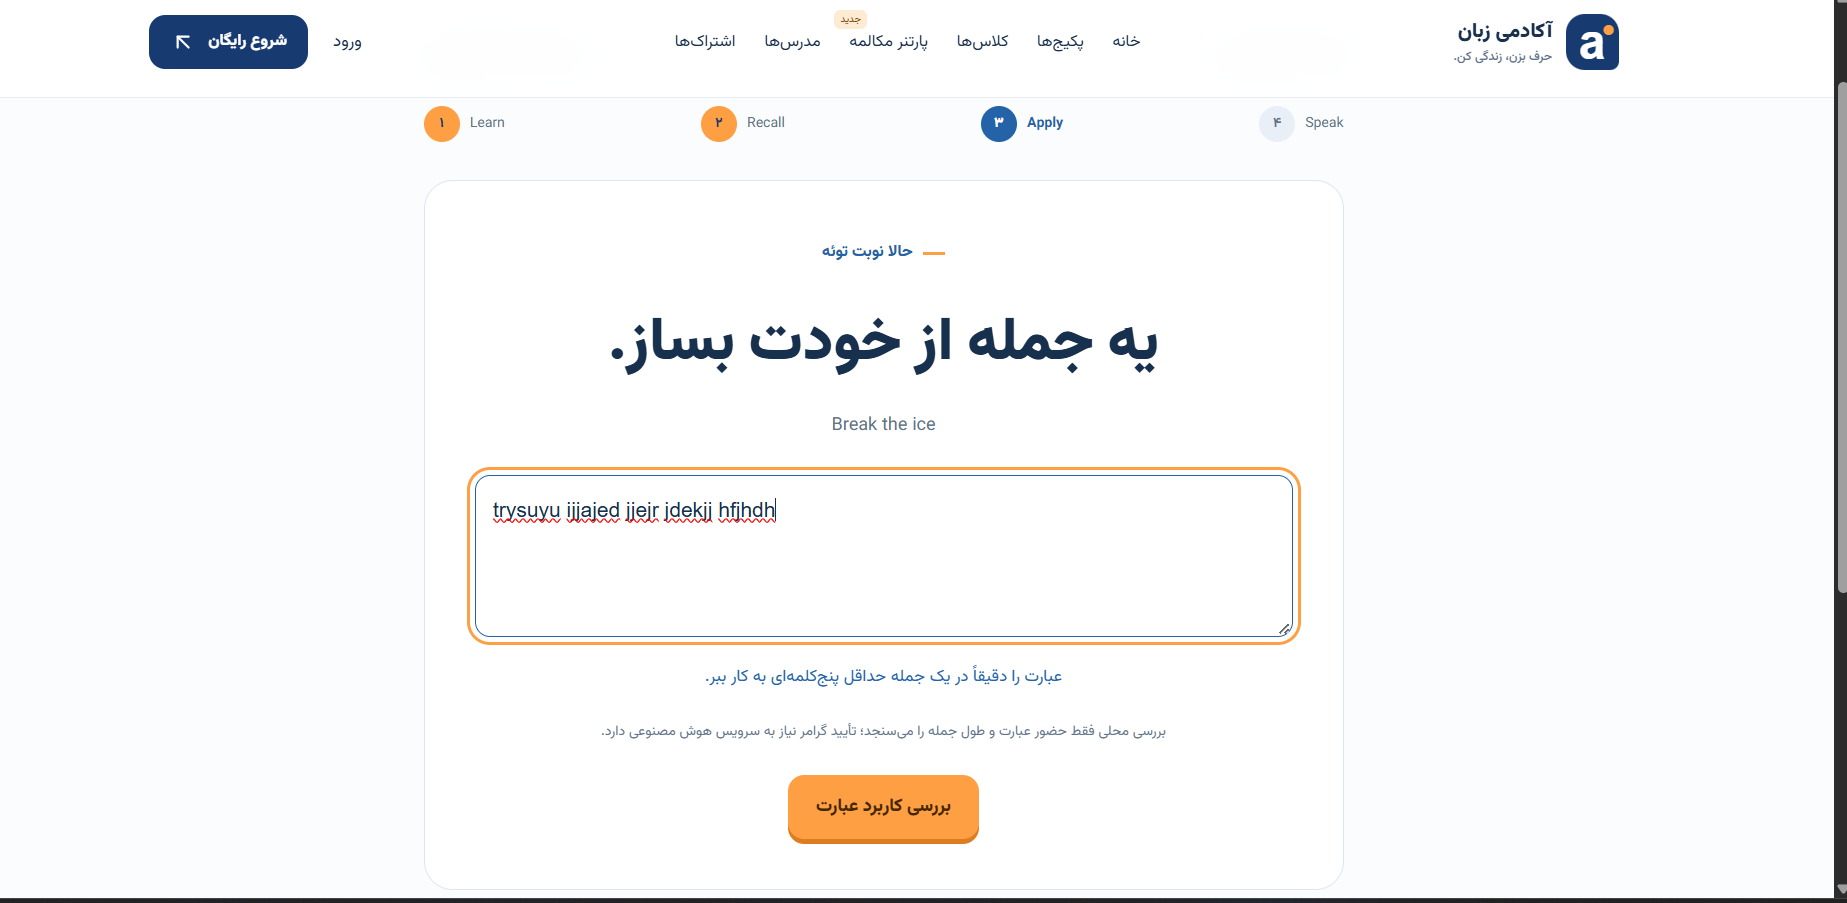 آکادمی زبان
حرف بزن، زندگی کن.
خانه
پکیج‌ها
کلاس‌ها
پارتنر مکالمه
جدید
مدرس‌ها
اشتراک‌ها
ورود
شروع رایگان
۱ Learn
۲ Recall
۳ Apply
۴ Speak
حالا نوبت توئه
یه جمله از خودت بساز.
Break the ice
trysuyu iijjajed jjejr jdekjj hfjhdh
عبارت را دقیقاً در یک جمله حداقل پنج‌کلمه‌ای به کار ببر.
بررسی محلی فقط حضور عبارت و طول جمله را می‌سنجد؛ تأیید گرامر نیاز به سرویس هوش مصنوعی دارد.
بررسی کاربرد عبارت